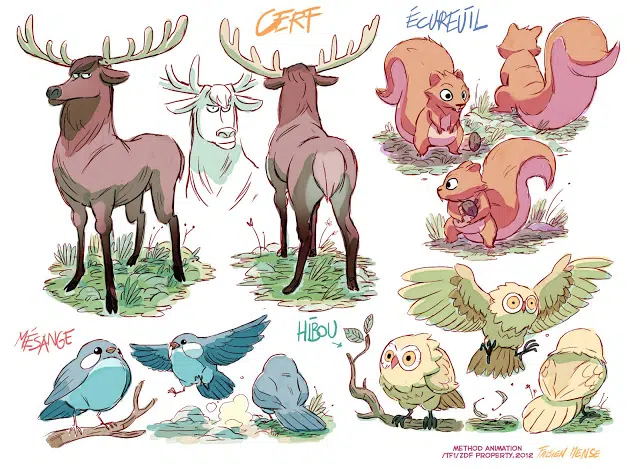 CERF
ÉCUREUIL
MÉSANGE
HIBOU
METHOD ANIMATION
/TF1/ZDF PROPERTY, 2012